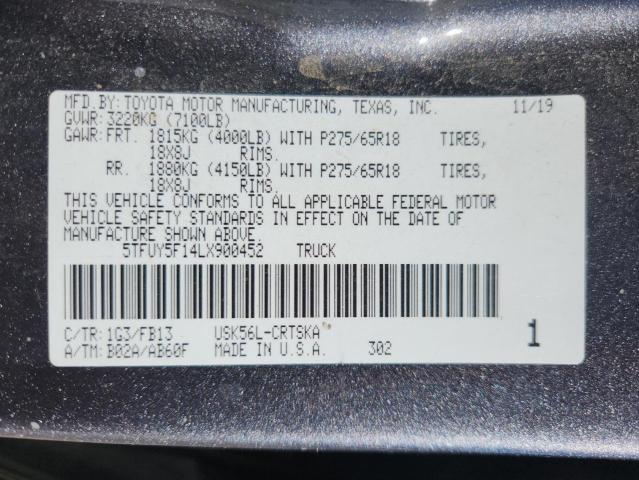 MFD.BY:TOYOTA MOTOR MANUFACTURING, TEXAS, INC. 11/19
GVWR:3220KG (7100LB)
GAWR:FRT. 1815KG (4000LB) WITH P275/65R18 TIRES,
18X8J RIMS.
RR. 1880KG (4150LB) WITH P275/65R18 TIRES,
18X8J RIMS.
THIS VEHICLE CONFORMS TO ALL APPLICABLE FEDERAL MOTOR
VEHICLE SAFETY STANDARDS IN EFFECT ON THE DATE OF
MANUFACTURE SHOWN ABOVE.
5TFUY5F14LX900452 TRUCK
C/TR:1G3/FB13 USK56L-CRTSKA
A/TM:B02A/AB60F MADE IN U.S.A. 302 1